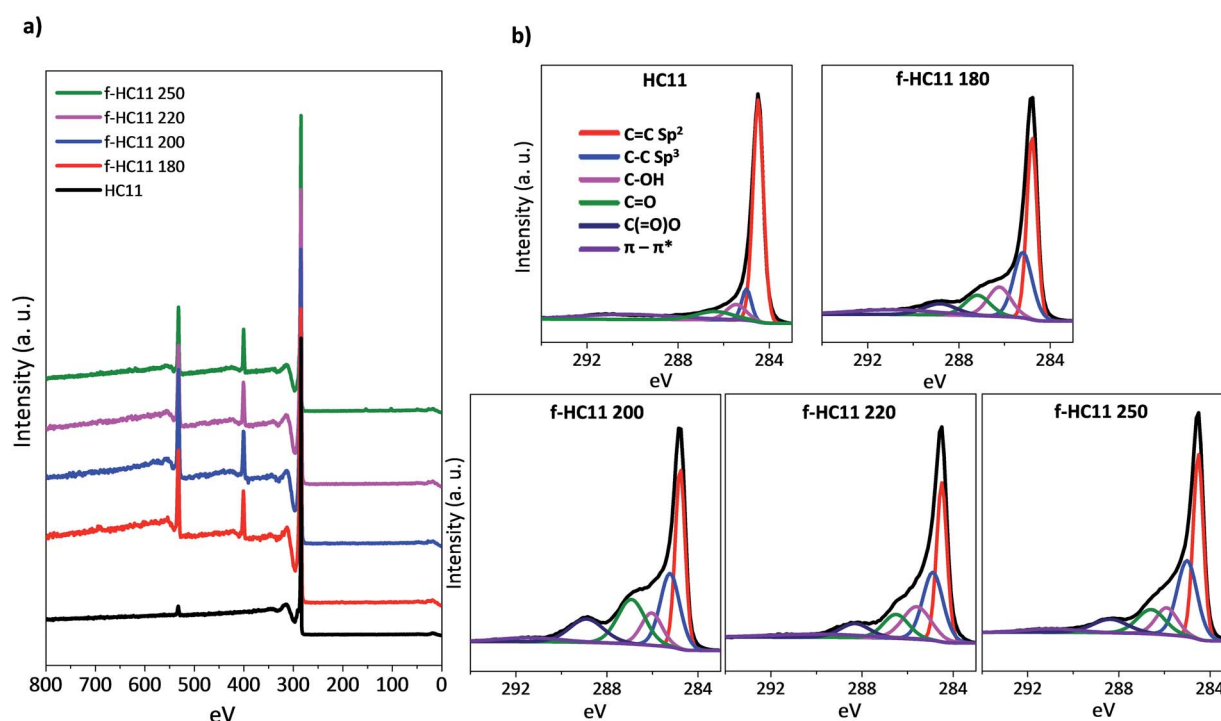 a)
f-HC11 250
f-HC11 220
f-HC11 200
f-HC11 180
HC11
Intensity (a. u.)
800 700 600 500 400 300 200 100 0
eV
b)
HC11
C=C Sp²
C-C Sp³
C-OH
C=O
C(=O)O
π – π*
Intensity (a. u.)
292 288 284
eV
f-HC11 180
292 288 284
eV
f-HC11 200
Intensity (a. u.)
292 288 284
eV
f-HC11 220
292 288 284
eV
f-HC11 250
292 288 284
eV